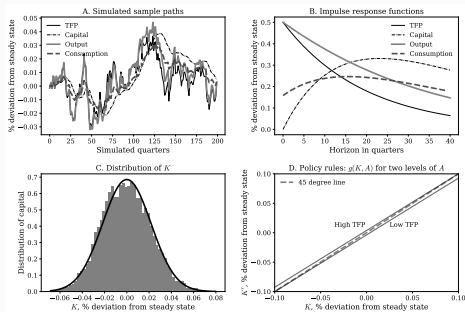 A. Simulated sample paths
% deviation from steady state
0.05
0.04
0.03
0.02
0.01
0.00
−0.01
−0.02
−0.03
TFP
Capital
Output
Consumption
0 25 50 75 100 125 150 175 200
Simulated quarters
B. Impulse response functions
% deviation from steady state
0.5
0.4
0.3
0.2
0.1
0.0
TFP
Capital
Output
Consumption
0 10 20 30 40
Horizon in quarters
C. Distribution of K
Distribution of capital
0.7
0.6
0.5
0.4
0.3
0.2
0.1
0.0
−0.06 −0.04 −0.02 0.00 0.02 0.04 0.06 0.08
K, % deviation from steady state
D. Policy rules: g(K, A) for two levels of A
K′, % deviation from steady state
0.10
0.05
0.00
−0.05
−0.10
45 degree line
High TFP Low TFP
−0.10 −0.05 0.00 0.05 0.10
K, % deviation from steady state